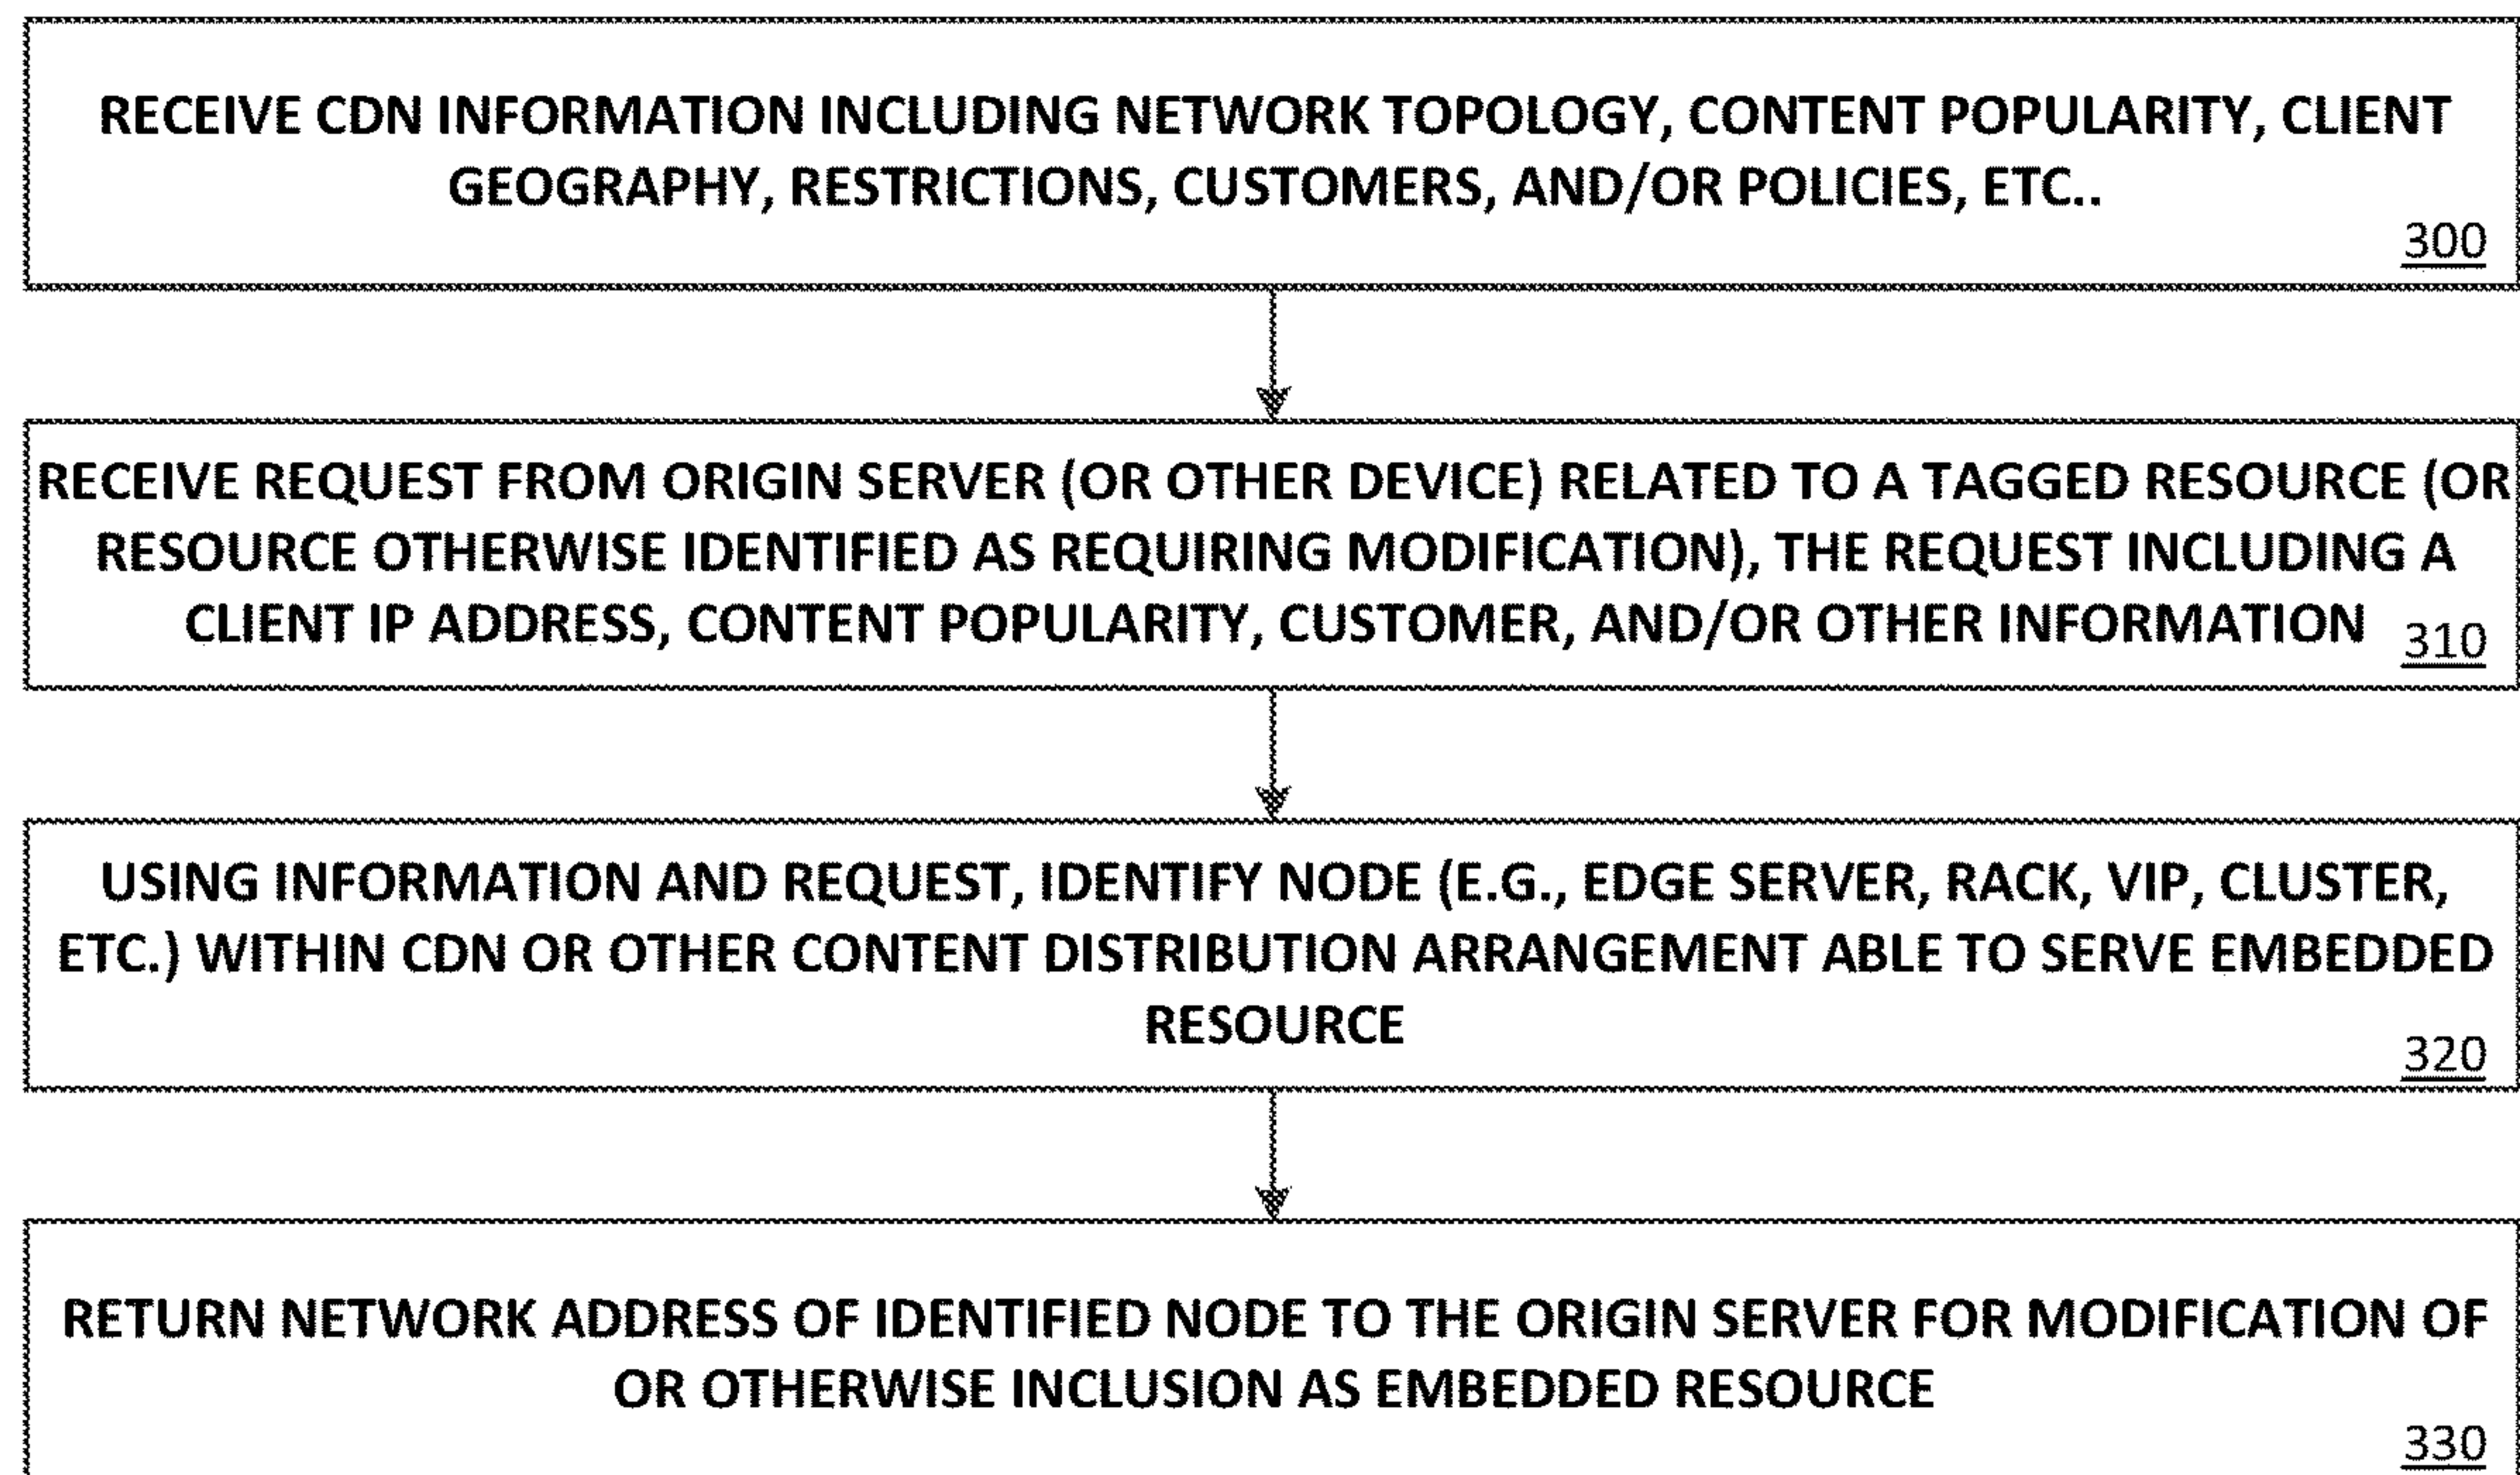 RECEIVE CDN INFORMATION INCLUDING NETWORK TOPOLOGY, CONTENT POPULARITY, CLIENT
GEOGRAPHY, RESTRICTIONS, CUSTOMERS, AND/OR POLICIES, ETC..
300
RECEIVE REQUEST FROM ORIGIN SERVER (OR OTHER DEVICE) RELATED TO A TAGGED RESOURCE (OR
RESOURCE OTHERWISE IDENTIFIED AS REQUIRING MODIFICATION), THE REQUEST INCLUDING A
CLIENT IP ADDRESS, CONTENT POPULARITY, CUSTOMER, AND/OR OTHER INFORMATION
310
USING INFORMATION AND REQUEST, IDENTIFY NODE (E.G., EDGE SERVER, RACK, VIP, CLUSTER,
ETC.) WITHIN CDN OR OTHER CONTENT DISTRIBUTION ARRANGEMENT ABLE TO SERVE EMBEDDED
RESOURCE
320
RETURN NETWORK ADDRESS OF IDENTIFIED NODE TO THE ORIGIN SERVER FOR MODIFICATION OF
OR OTHERWISE INCLUSION AS EMBEDDED RESOURCE
330